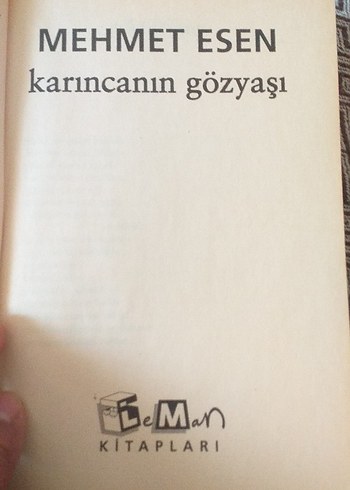 MEHMET ESEN
karıncanın gözyaşı
LeMan
KİTAPLARI